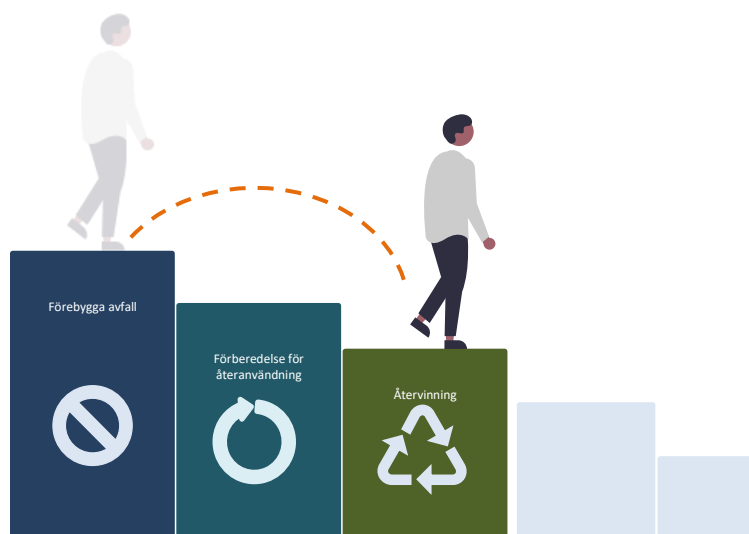 Förebygga avfall
Förberedelse för
återanvändning
Återvinning